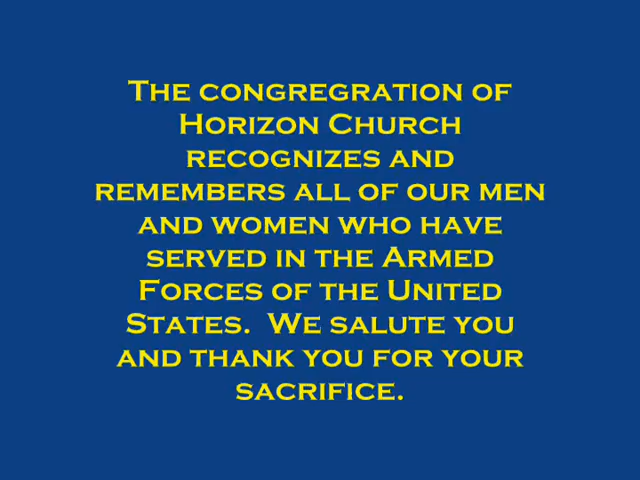 The congregration of
Horizon Church
recognizes and
remembers all of our men
and women who have
served in the Armed
Forces of the United
States.  We salute you
and thank you for your
sacrifice.